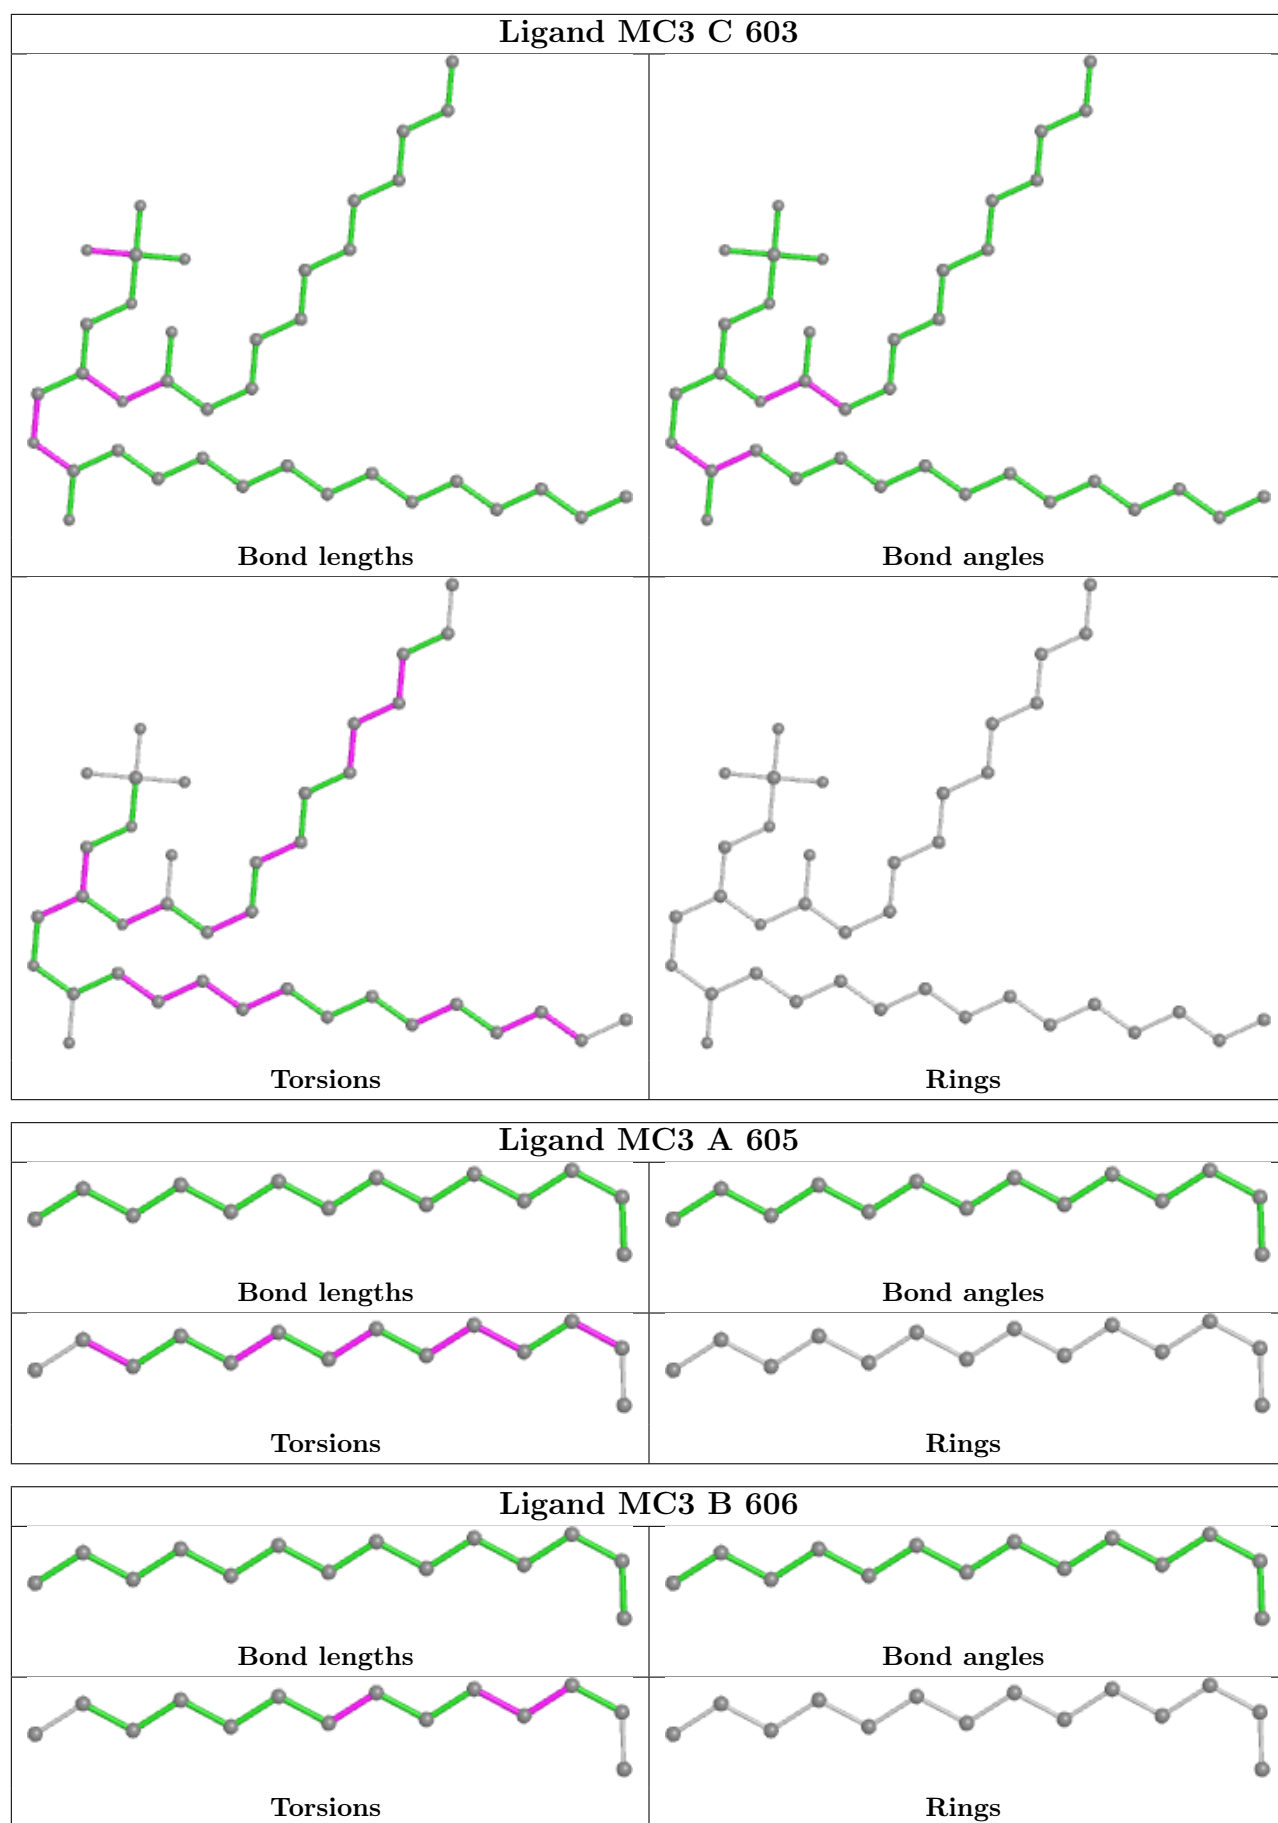 Ligand MC3 C 603
Bond lengths
Bond angles
Torsions
Rings
Ligand MC3 A 605
Bond lengths
Bond angles
Torsions
Rings
Ligand MC3 B 606
Bond lengths
Bond angles
Torsions
Rings